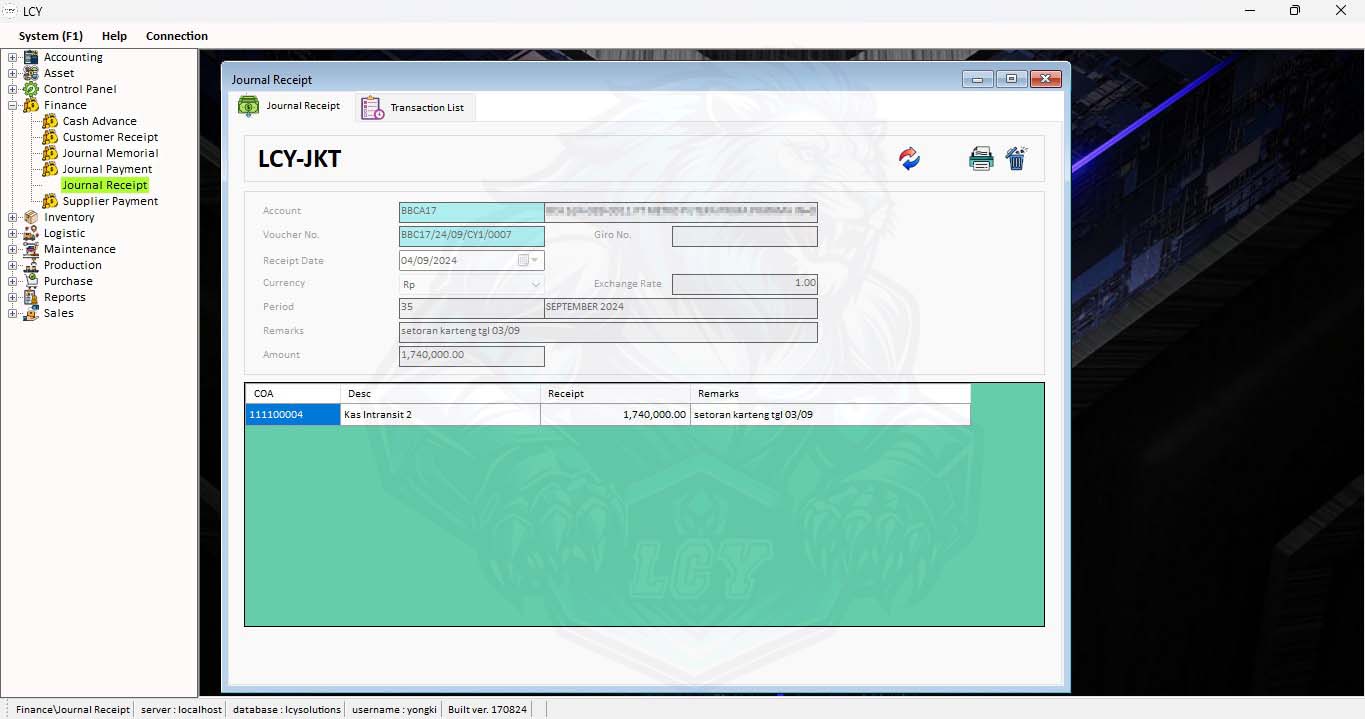 LCY
System (F1) Help Connection
Accounting
Asset
Control Panel
Finance
Cash Advance
Customer Receipt
Journal Memorial
Journal Payment
Journal Receipt
Supplier Payment
Inventory
Logistic
Maintenance
Production
Purchase
Reports
Sales
Journal Receipt
Journal Receipt Transaction List
LCY-JKT
Account BBCA17
Voucher No. BBC17/24/09/CY1/0007 Giro No.
Receipt Date 04/09/2024
Currency Rp Exchange Rate 1.00
Period 35 SEPTEMBER 2024
Remarks setoran karteng tgl 03/09
Amount 1,740,000.00
COA Desc Receipt Remarks
111100004 Kas Intransit 2 1,740,000.00 setoran karteng tgl 03/09
LCY
Finance\Journal Receipt server : localhost database : lcysolutions username : yongki Built ver. 170824